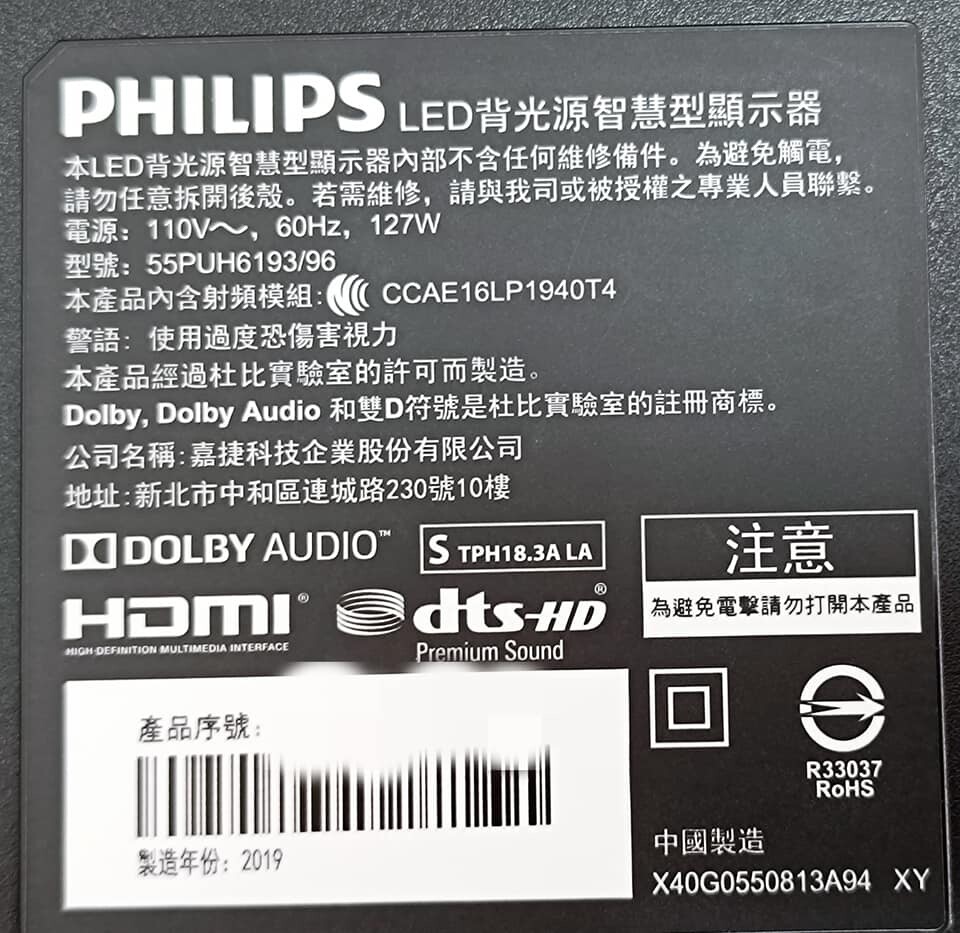 PHILIPS LED背光源智慧型顯示器
本LED背光源智慧型顯示器內部不含任何維修備件。為避免觸電，
請勿任意拆開後殼。若需維修，請與我司或被授權之專業人員聯繫。
電源：110V～，60Hz，127W
型號：55PUH6193/96
本產品內含射頻模組: CCAE16LP1940T4
警語：使用過度恐傷害視力
本產品經過杜比實驗室的許可而製造。
Dolby, Dolby Audio 和雙D符號是杜比實驗室的註冊商標。
公司名稱:嘉捷科技企業股份有限公司
地址:新北市中和區連城路230號10樓
DOLBY AUDIO™
S TPH18.3A LA
注意
為避免電擊請勿打開本產品
HDMI®
HIGH-DEFINITION MULTIMEDIA INTERFACE
dts-HD®
Premium Sound
產品序號:
製造年份: 2019
R33037
RoHS
中國製造
X40G0550813A94 XY